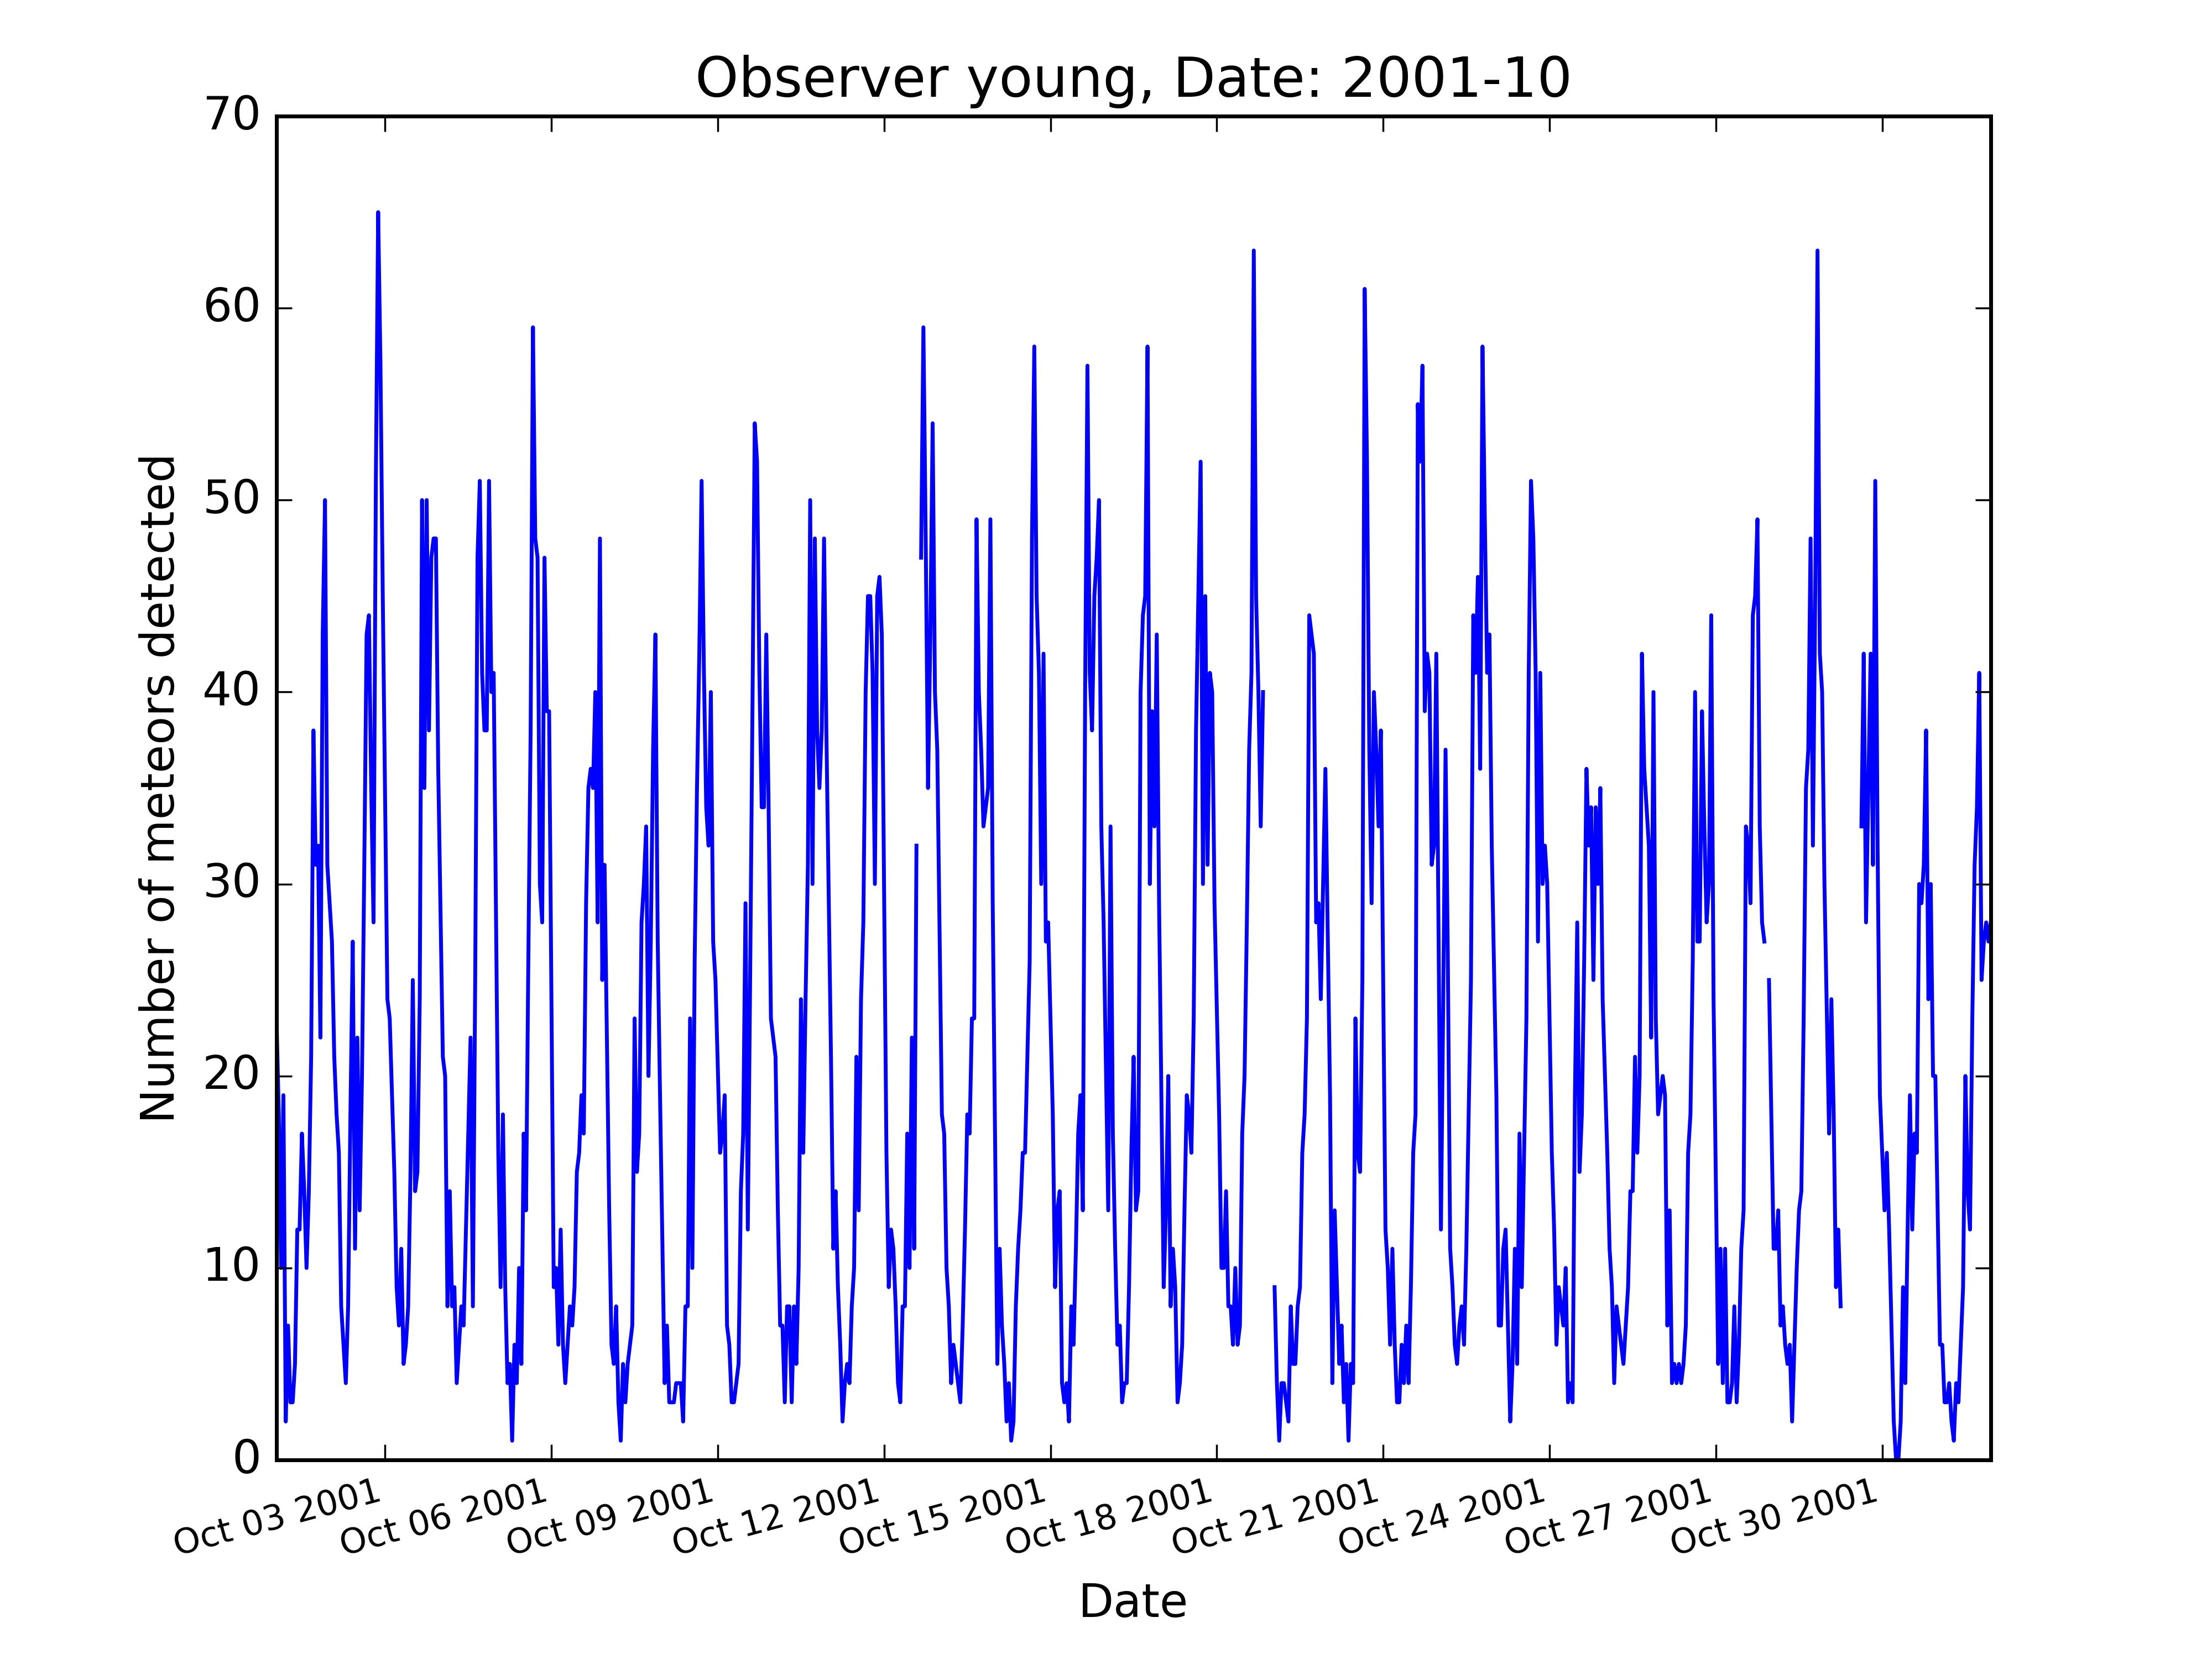 Observer young, Date: 2001-10
70
60
50
40
30
20
10
0
Number of meteors detected
Oct 03 2001
Oct 06 2001
Oct 09 2001
Oct 12 2001
Oct 15 2001
Oct 18 2001
Oct 21 2001
Oct 24 2001
Oct 27 2001
Oct 30 2001
Date